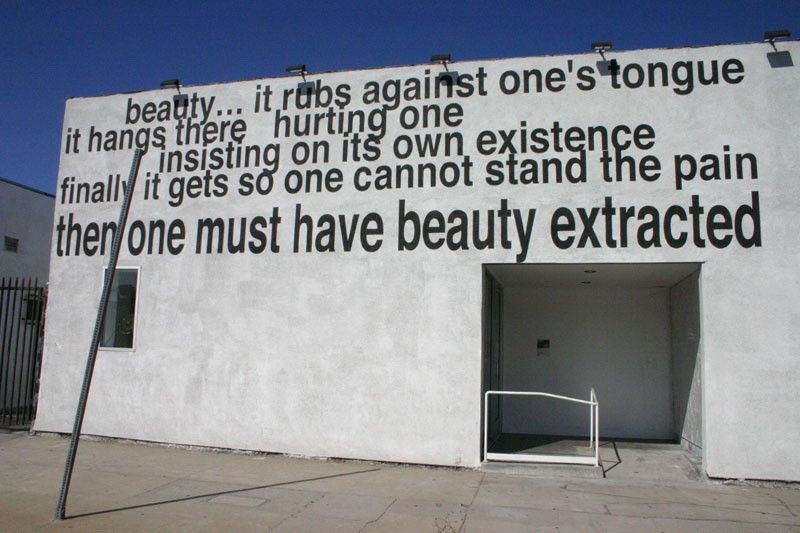 beauty... it rubs against one's tongue
it hangs there hurting one
insisting on its own existence
finally it gets so one cannot stand the pain
then one must have beauty extracted